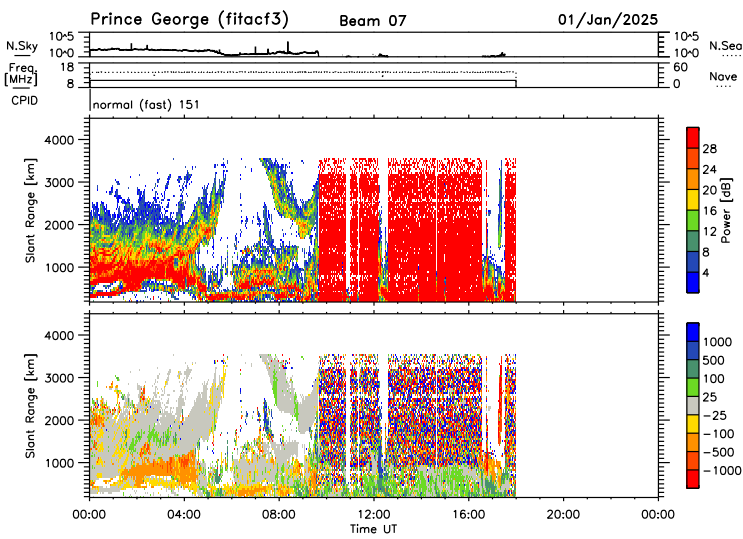 Prince George (fitacf3) Beam 07 01/Jan/2025
N.Sky 10^5 10^0 10^5 10^0 N.Sea
Freq [MHz] 18 8 60 0 Nave
CPID normal (fast) 151
Slant Range [km] 4000 3000 2000 1000
Power [dB] 28 24 20 16 12 8 4
Slant Range [km] 4000 3000 2000 1000
1000 500 100 25 -25 -100 -500 -1000
00:00 04:00 08:00 12:00 16:00 20:00 00:00
Time UT